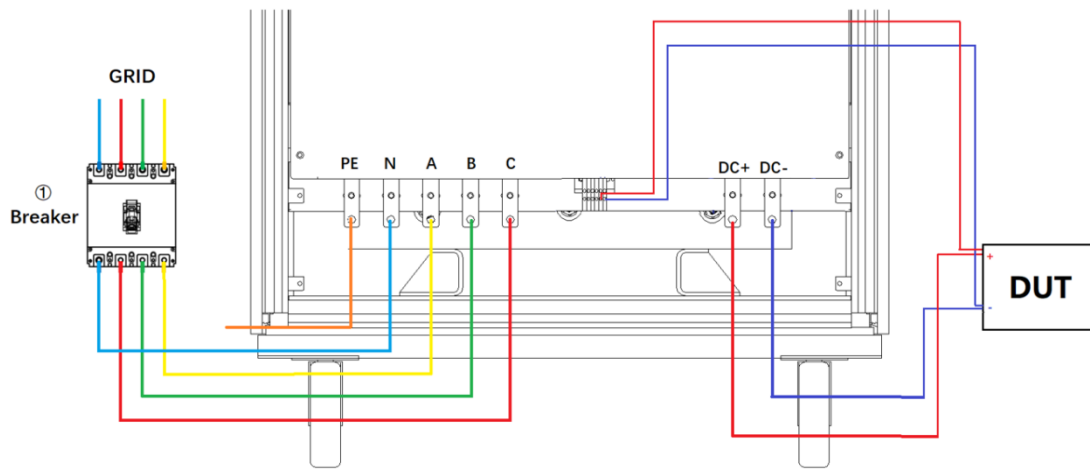 GRID
①
Breaker
PE N A B C
DC+ DC-
+
DUT
-